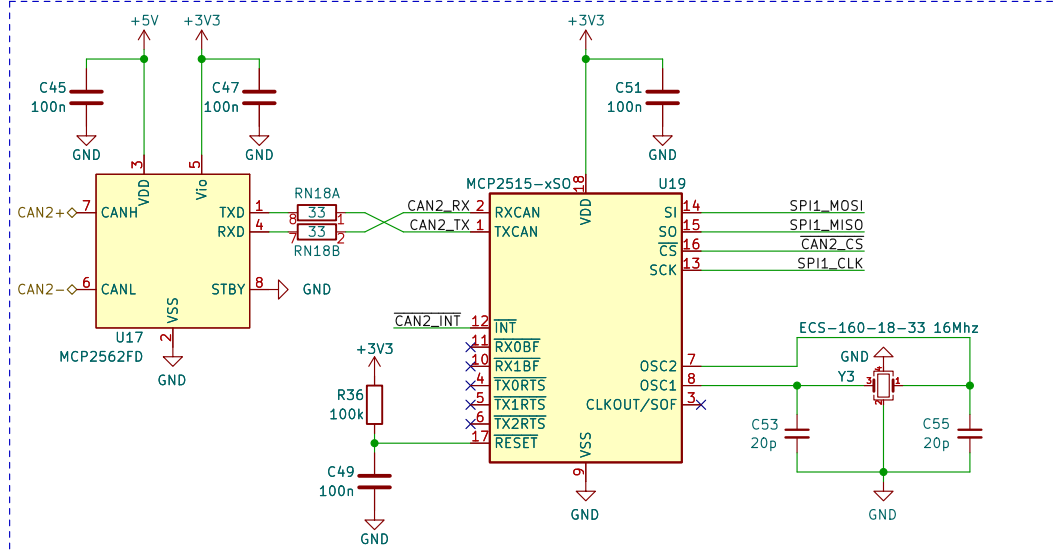 +5V
+3V3
+3V3
C45
100n
C47
100n
C51
100n
GND
GND
GND
3
5
18
VDD
Vio
VDD
MCP2515-xSO
U19
CAN2+
7
CANH
TXD
1
RN18A
8
33
1
CAN2_RX
2
RXCAN
SI
14
SPI1_MOSI
RXD
4
7
33
2
RN18B
CAN2_TX
1
TXCAN
SO
15
SPI1_MISO
CS
16
CAN2_CS
SCK
13
SPI1_CLK
CAN2-
6
CANL
STBY
8
GND
VSS
2
U17
MCP2562FD
GND
CAN2_INT
12
INT
11
RX0BF
10
RX1BF
4
TX0RTS
5
TX1RTS
6
TX2RTS
17
RESET
+3V3
R36
100k
C49
100n
GND
OSC2
7
OSC1
8
CLKOUT/SOF
3
VSS
9
GND
ECS-160-18-33 16Mhz
GND
Y3
4
3
1
2
C53
20p
C55
20p
GND